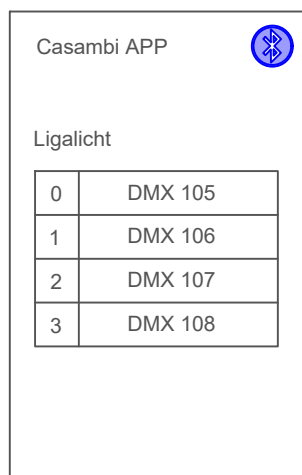 Casambi APP
Ligalicht
0 DMX 105
1 DMX 106
2 DMX 107
3 DMX 108